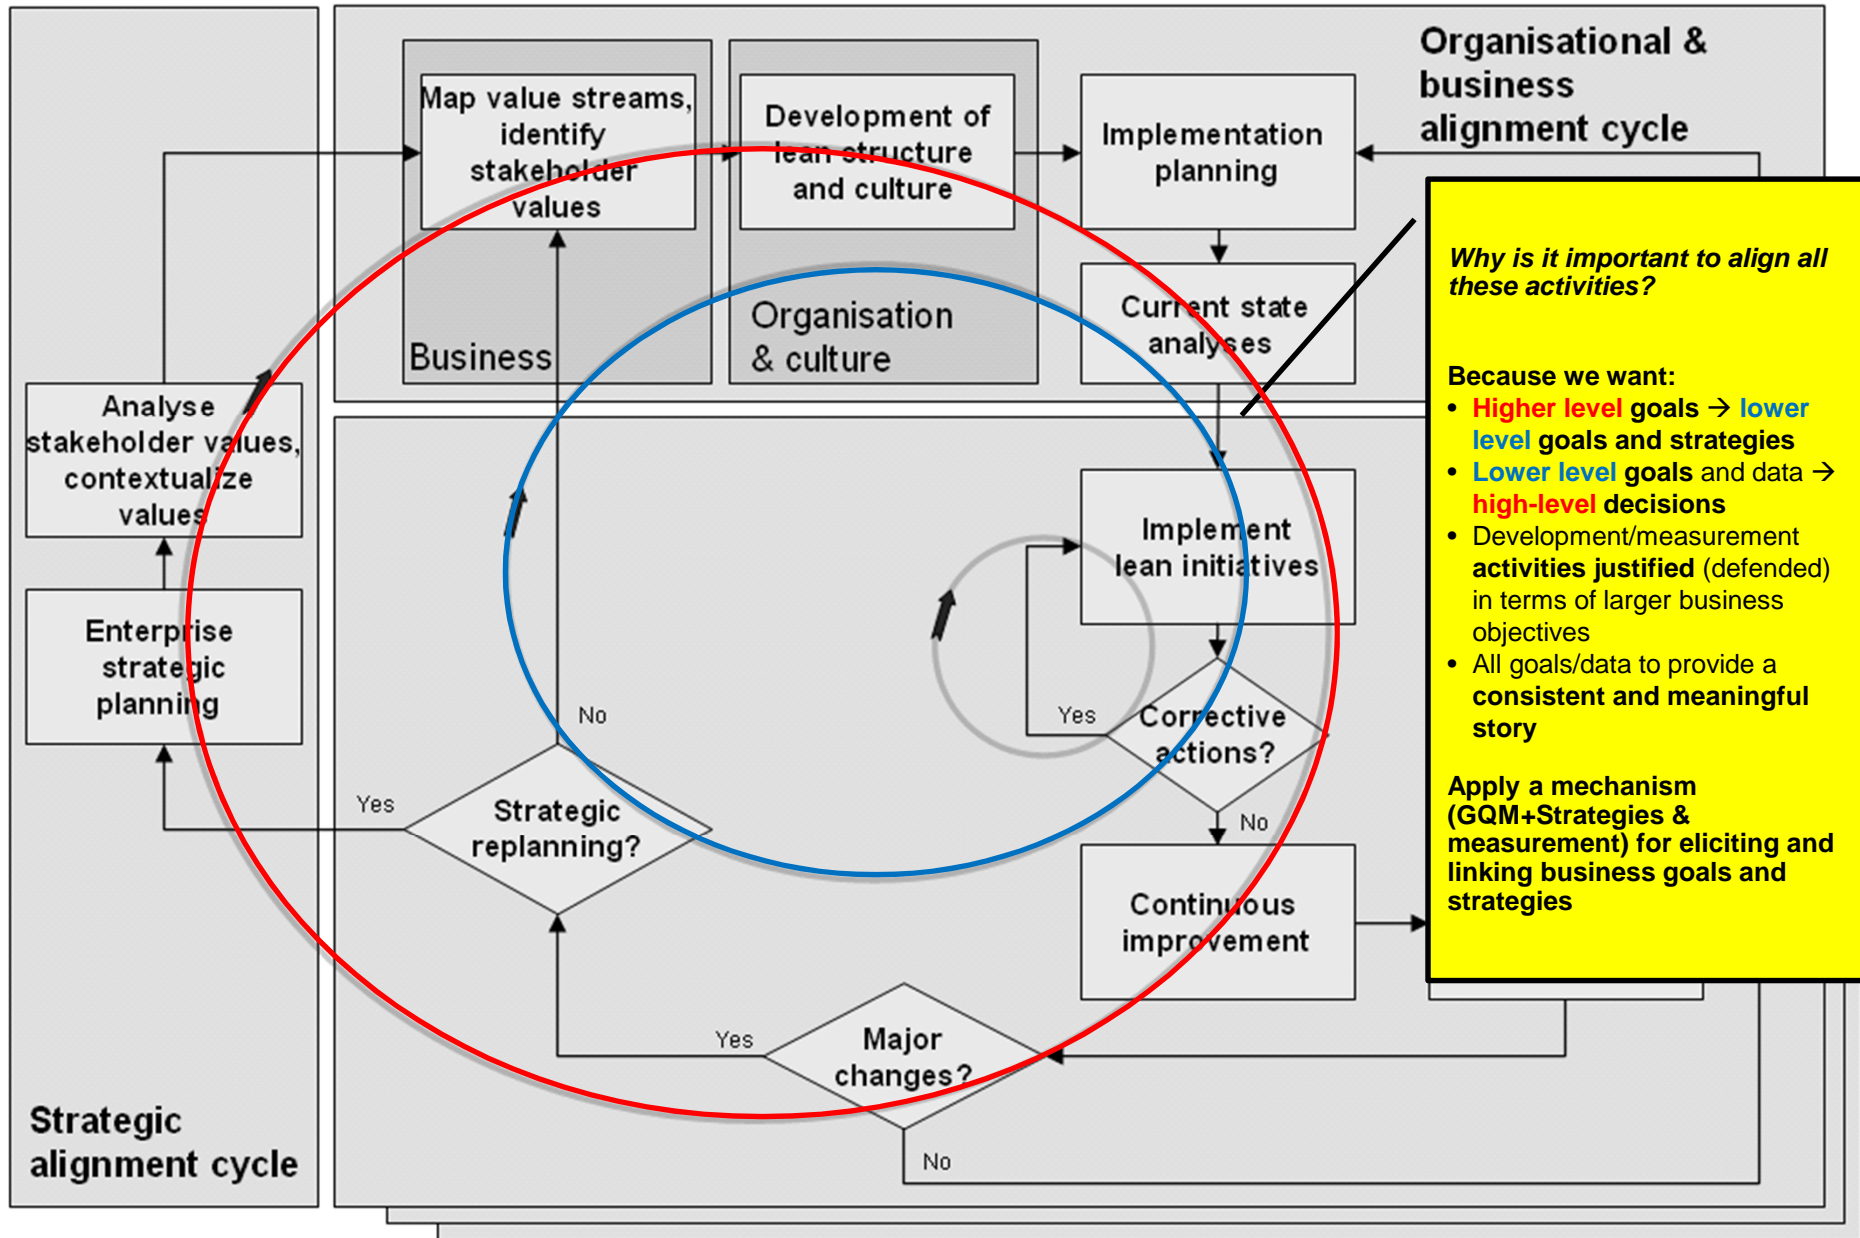 Organisational &
business
alignment cycle
Map value streams,
identify
stakeholder
values
Development of
lean structure
and culture
Implementation
planning
Business
Organisation
& culture
Current state
analyses
Analyse
stakeholder values,
contextualize
values
Enterprise
strategic
planning
Implement
lean initiatives
Corrective
actions?
Yes
No
No
Yes
Strategic
replanning?
Continuous
improvement
Yes
Major
changes?
No
Strategic
alignment cycle
Why is it important to align all
these activities?
Because we want:
• Higher level goals → lower
level goals and strategies
• Lower level goals and data →
high-level decisions
• Development/measurement
activities justified (defended)
in terms of larger business
objectives
• All goals/data to provide a
consistent and meaningful
story
Apply a mechanism
(GQM+Strategies &
measurement) for eliciting and
linking business goals and
strategies